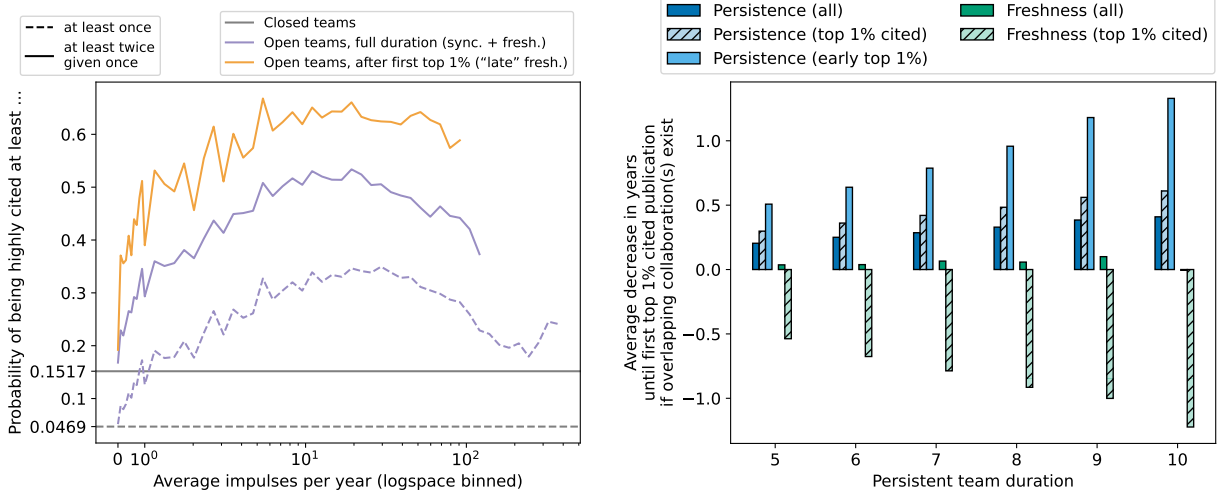 at least once
at least twice
given once
Closed teams
Open teams, full duration (sync. + fresh.)
Open teams, after first top 1% (“late” fresh.)
Probability of being highly cited at least ...
0.6
0.5
0.4
0.3
0.2
0.1517
0.1
0.0469
0
10⁰
10¹
10²
Average impulses per year (logspace binned)
Persistence (all)
Persistence (top 1% cited)
Persistence (early top 1%)
Freshness (all)
Freshness (top 1% cited)
Average decrease in years
until first top 1% cited publication
if overlapping collaboration(s) exist
1.0
0.5
0.0
−0.5
−1.0
5
6
7
8
9
10
Persistent team duration